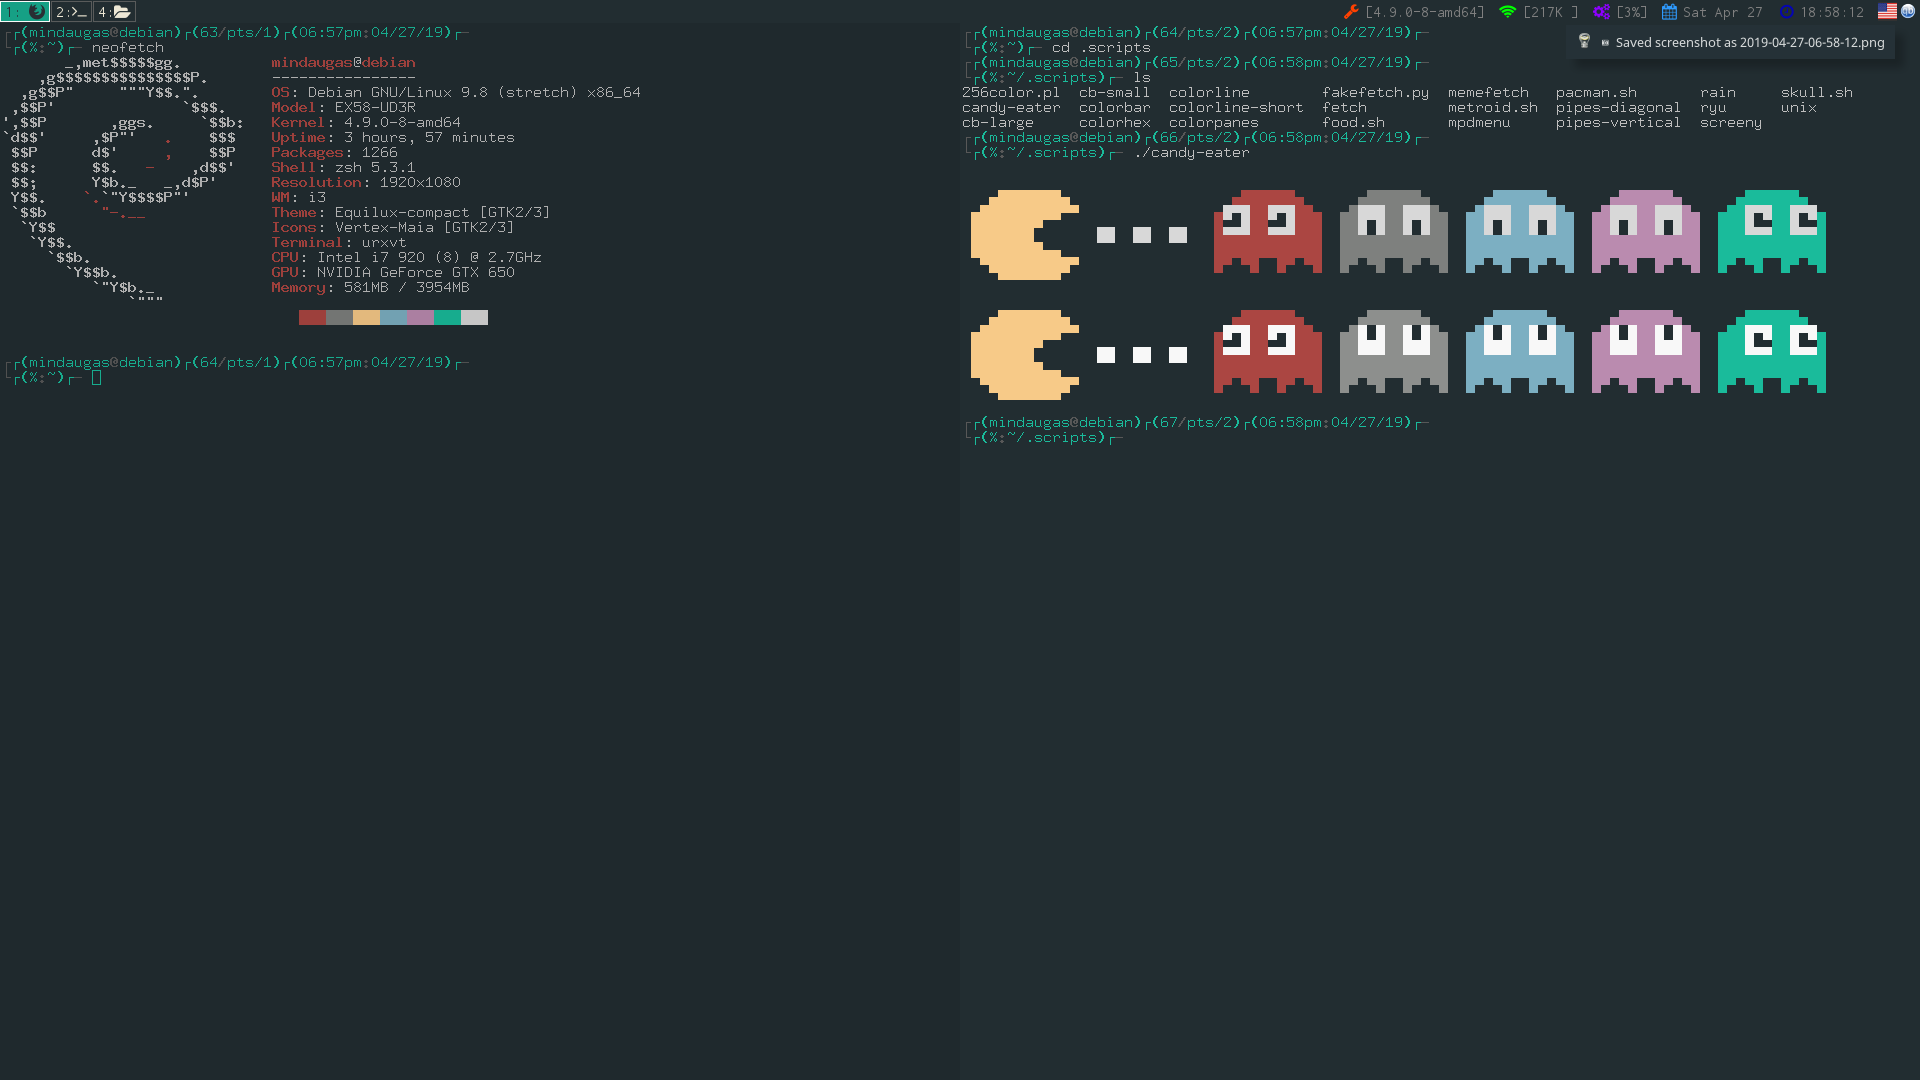 1: 2:>_ 4: [4.9.0-8-amd64] [217K ] [3%] Sat Apr 27 18:58:12
┌┌(mindaugas@debian)┌(63/pts/1)┌(06:57pm:04/27/19)┌─
└┌(%:~)┌─ neofetch
_,met$$$$$gg.
,g$$$$$$$$$$$$$$$P.
,g$$P"     """Y$$.".
,$$P'              `$$$.
',$$P       ,ggs.     `$$b:
`d$$'     ,$P"'   .    $$$
$$P      d$'     ,    $$P
$$:      $$.   -    ,d$$'
$$;      Y$b._   _,d$P'
Y$$.    `.`"Y$$$$P"'
`$$b      "-.__
`Y$$
`Y$$.
`$$b.
`Y$$b.
`"Y$b._
`"""
mindaugas@debian
----------------
OS: Debian GNU/Linux 9.8 (stretch) x86_64
Model: EX58-UD3R
Kernel: 4.9.0-8-amd64
Uptime: 3 hours, 57 minutes
Packages: 1266
Shell: zsh 5.3.1
Resolution: 1920x1080
WM: i3
Theme: Equilux-compact [GTK2/3]
Icons: Vertex-Maia [GTK2/3]
Terminal: urxvt
CPU: Intel i7 920 (8) @ 2.7GHz
GPU: NVIDIA GeForce GTX 650
Memory: 581MB / 3954MB
┌┌(mindaugas@debian)┌(64/pts/1)┌(06:57pm:04/27/19)┌─
└┌(%:~)┌─
┌┌(mindaugas@debian)┌(64/pts/2)┌(06:57pm:04/27/19)┌─
└┌(%:~)┌─ cd .scripts
Saved screenshot as 2019-04-27-06-58-12.png
┌┌(mindaugas@debian)┌(65/pts/2)┌(06:58pm:04/27/19)┌─
└┌(%:~/.scripts)┌─ ls
256color.pl cb-small colorline fakefetch.py memefetch pacman.sh rain skull.sh
candy-eater colorbar colorline-short fetch metroid.sh pipes-diagonal ryu unix
cb-large colorhex colorpanes food.sh mpdmenu pipes-vertical screeny
┌┌(mindaugas@debian)┌(66/pts/2)┌(06:58pm:04/27/19)┌─
└┌(%:~/.scripts)┌─ ./candy-eater
┌┌(mindaugas@debian)┌(67/pts/2)┌(06:58pm:04/27/19)┌─
└┌(%:~/.scripts)┌─